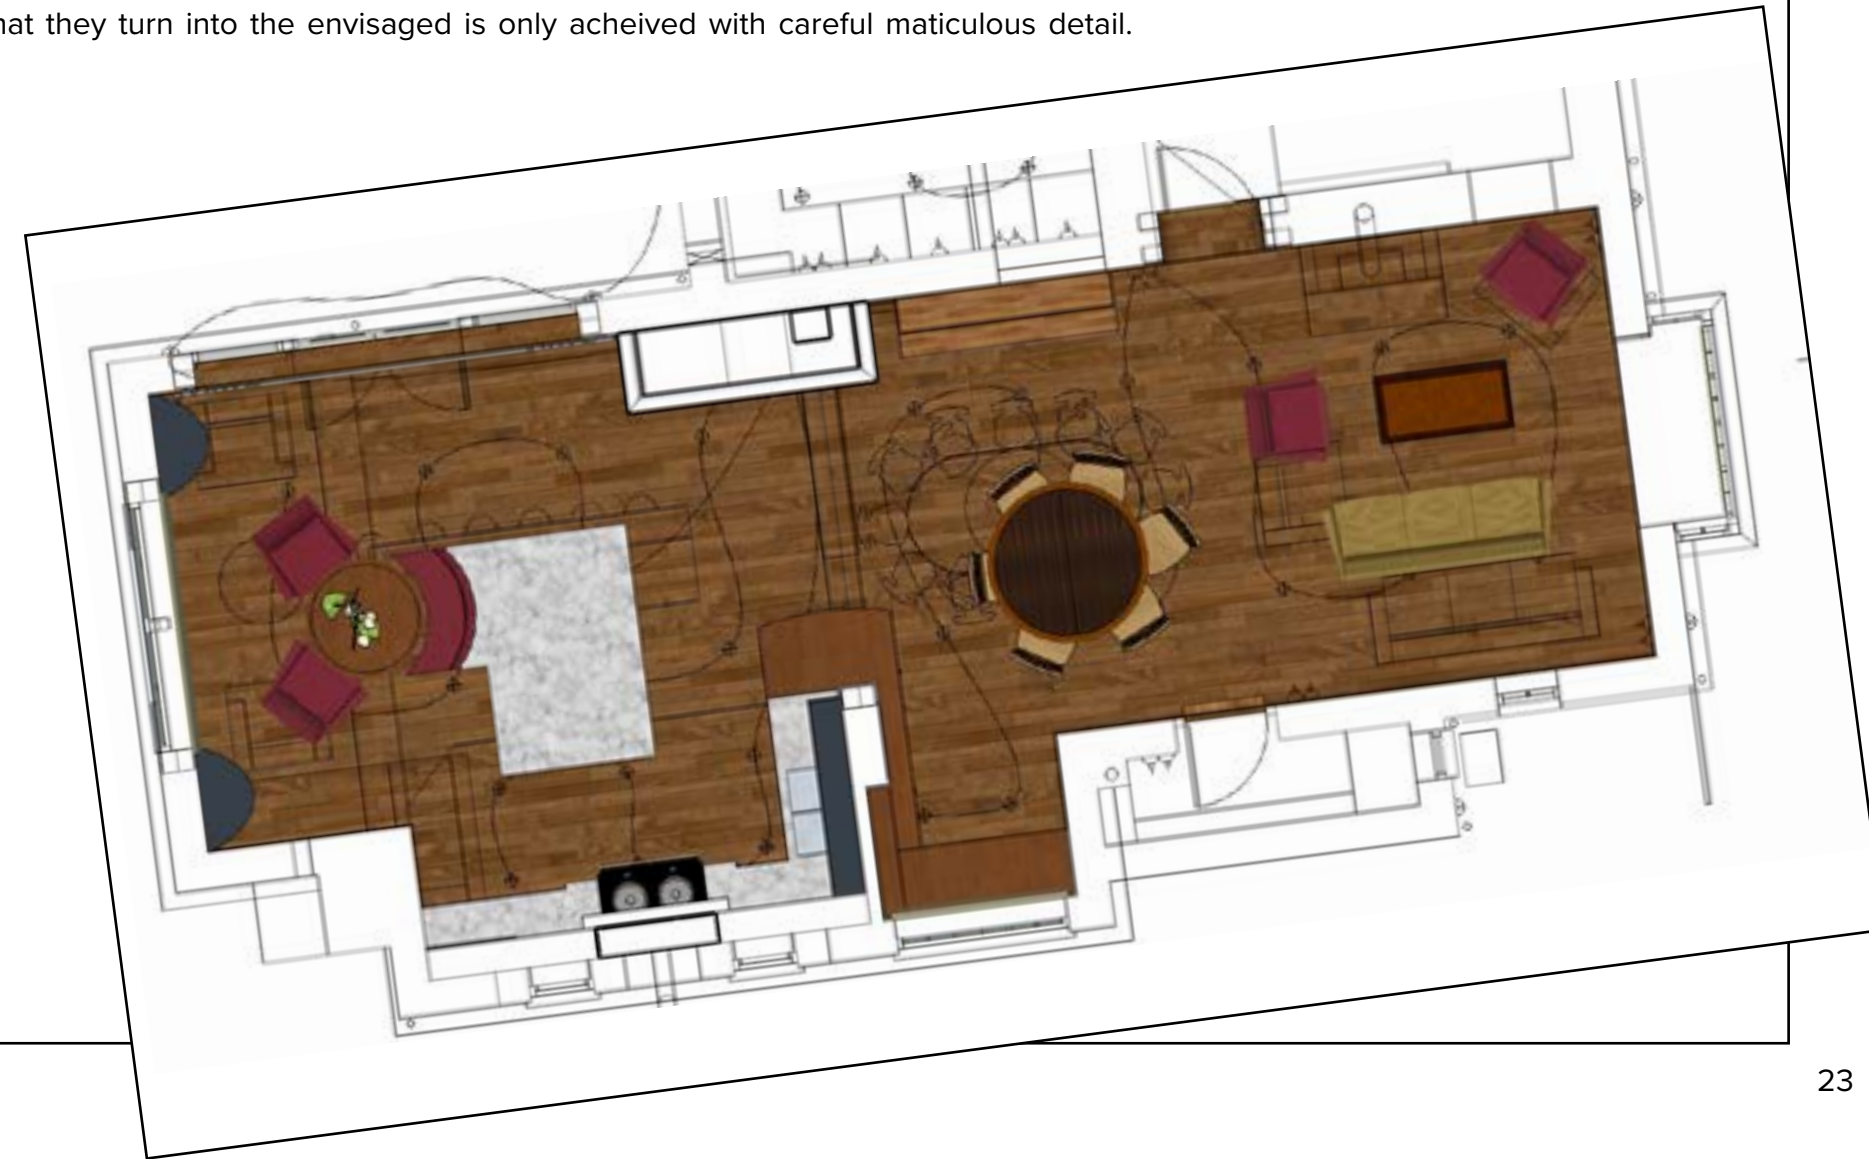 hat they turn into the envisaged is only acheived with careful maticulous detail.
23